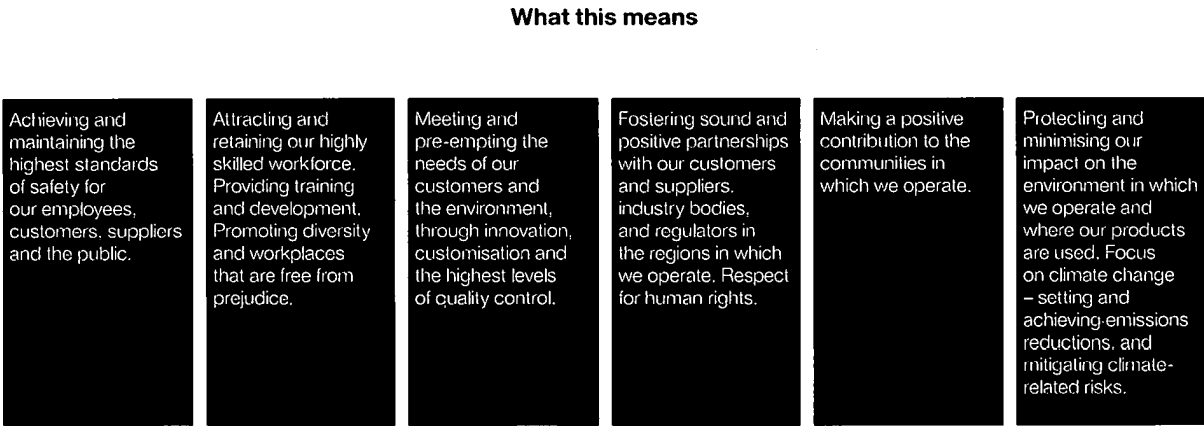 What this means
Achieving and
maintaining the
highest standards
of safety for
our employees,
customers, suppliers
and the public.
Attracting and
retaining our highly
skilled workforce.
Providing training
and development.
Promoting diversity
and workplaces
that are free from
prejudice.
Meeting and
pre-empting the
needs of our
customers and
the environment,
through innovation,
customisation and
the highest levels
of quality control.
Fostering sound and
positive partnerships
with our customers
and suppliers,
industry bodies,
and regulators in
the regions in which
we operate. Respect
for human rights.
Making a positive
contribution to the
communities in
which we operate.
Protecting and
minimising our
impact on the
environment in which
we operate and
where our products
are used. Focus
on climate change
– setting and
achieving emissions
reductions, and
mitigating climate-
related risks.